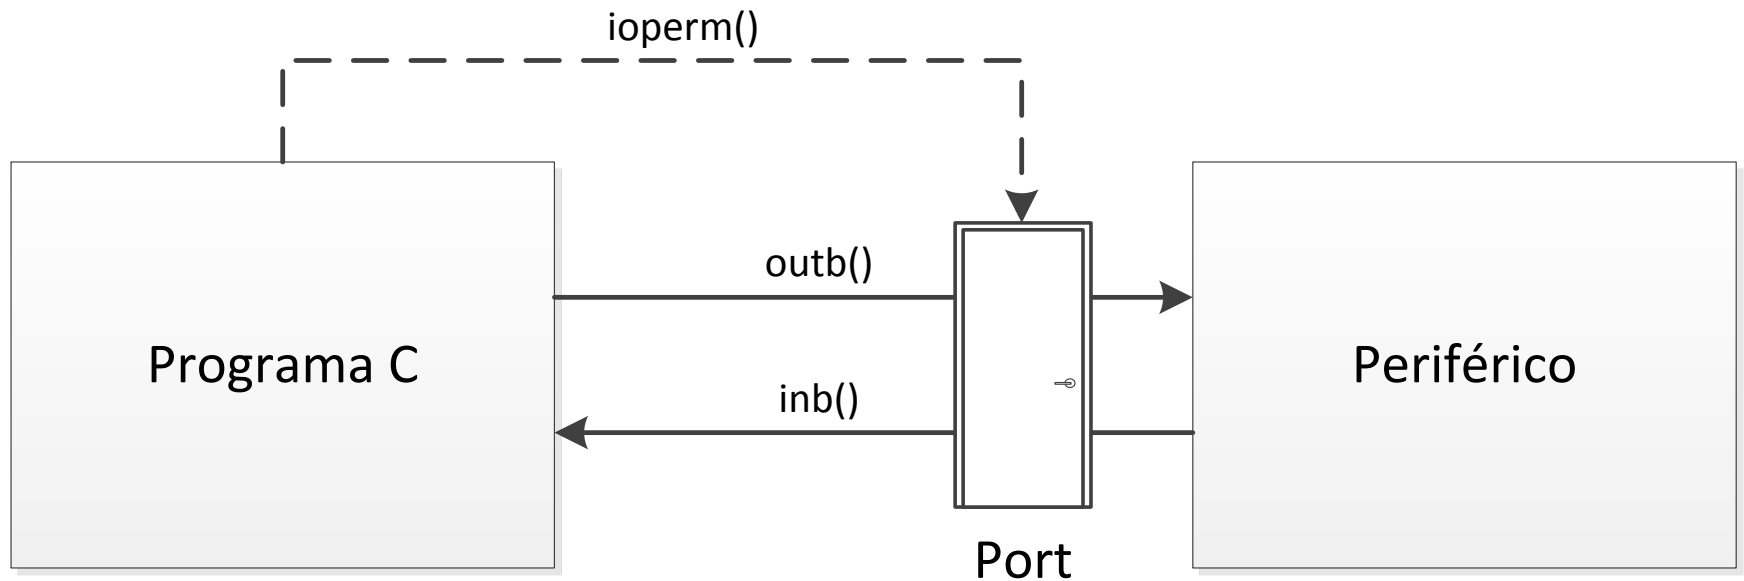 ioperm()
outb()
Programa C
Periférico
inb()
Port